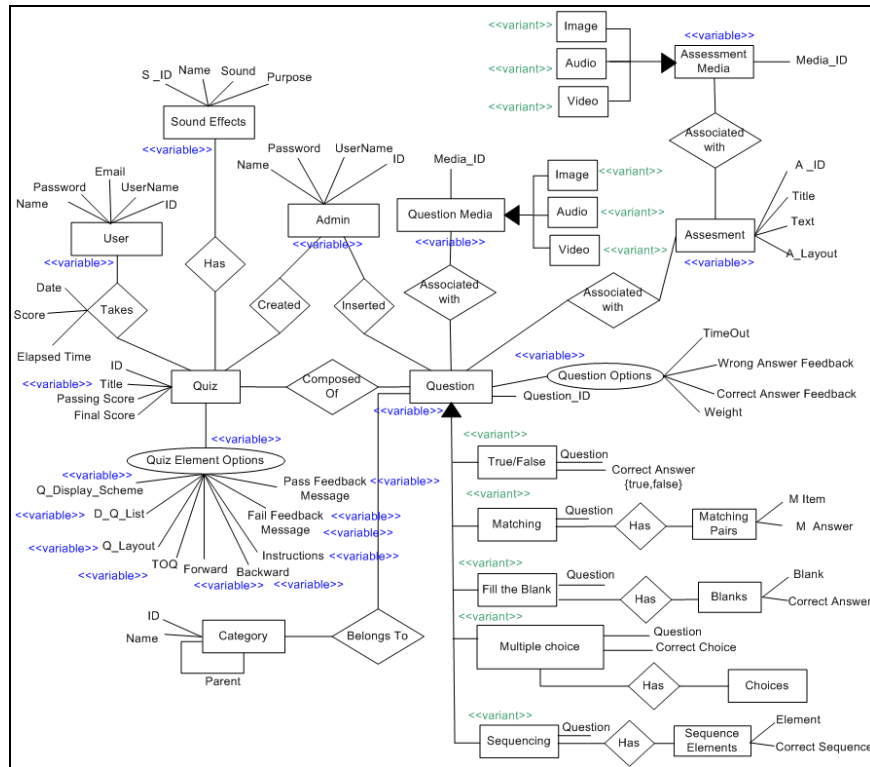 <<variant>>
Image
<<variable>>
<<variant>>
Audio
Assessment
Media
Media_ID
<<variant>>
Video
S _ID
Name
Sound
Purpose
Sound Effects
<<variable>>
Associated
with
Password
UserName
Name
ID
Admin
<<variable>>
Media_ID
Question Media
<<variable>>
Image
<<variant>>
Audio
<<variant>>
Video
<<variant>>
A _ID
Title
Text
A_Layout
Assesment
<<variable>>
Email
Password
UserName
Name
ID
User
<<variable>>
Has
Created
Inserted
Associated
with
Associated
with
Date
Score
Elapsed Time
Takes
ID
<<variable>>
Title
Passing Score
Final Score
Quiz
Composed
Of
Question
<<variable>>
<<variable>>
Question Options
TimeOut
Wrong Answer Feedback
Correct Answer Feedback
Weight
Question_ID
<<variable>>
Quiz Element Options
<<variable>>
Q_Display_Scheme
<<variable>>
D_Q_List
<<variable>>
Q_Layout
<<variable>>
TOQ
Forward
<<variable>>
Backward
<<variable>>
Instructions
<<variable>>
Fail Feedback
Message
<<variable>>
<<variable>>
Pass Feedback
Message
<<variable>>
<<variable>>
<<variant>>
True/False
Question
Correct Answer
{true,false}
<<variant>>
Matching
Question
Has
Matching
Pairs
M Item
M Answer
<<variant>>
Fill the Blank
Question
Has
Blanks
Blank
Correct Answer
<<variant>>
Multiple choice
Question
Correct Choice
Has
Choices
<<variant>>
Sequencing
Question
Has
Sequence
Elements
Element
Correct Sequence
ID
Name
Category
Parent
Belongs To